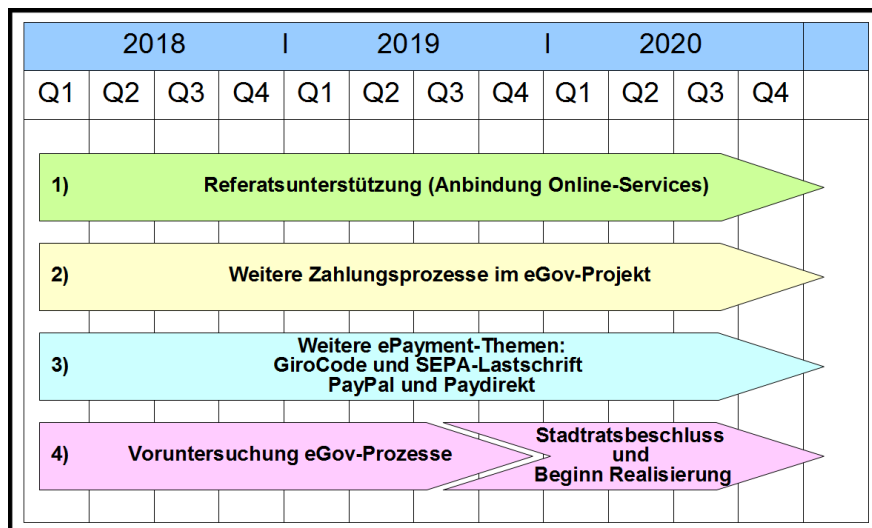 2018 I 2019 I 2020
Q1 Q2 Q3 Q4 Q1 Q2 Q3 Q4 Q1 Q2 Q3 Q4
1) Referatsunterstützung (Anbindung Online-Services)
2) Weitere Zahlungsprozesse im eGov-Projekt
Weitere ePayment-Themen:
3) GiroCode und SEPA-Lastschrift
PayPal und Paydirekt
4) Voruntersuchung eGov-Prozesse
Stadtratsbeschluss
und
Beginn Realisierung